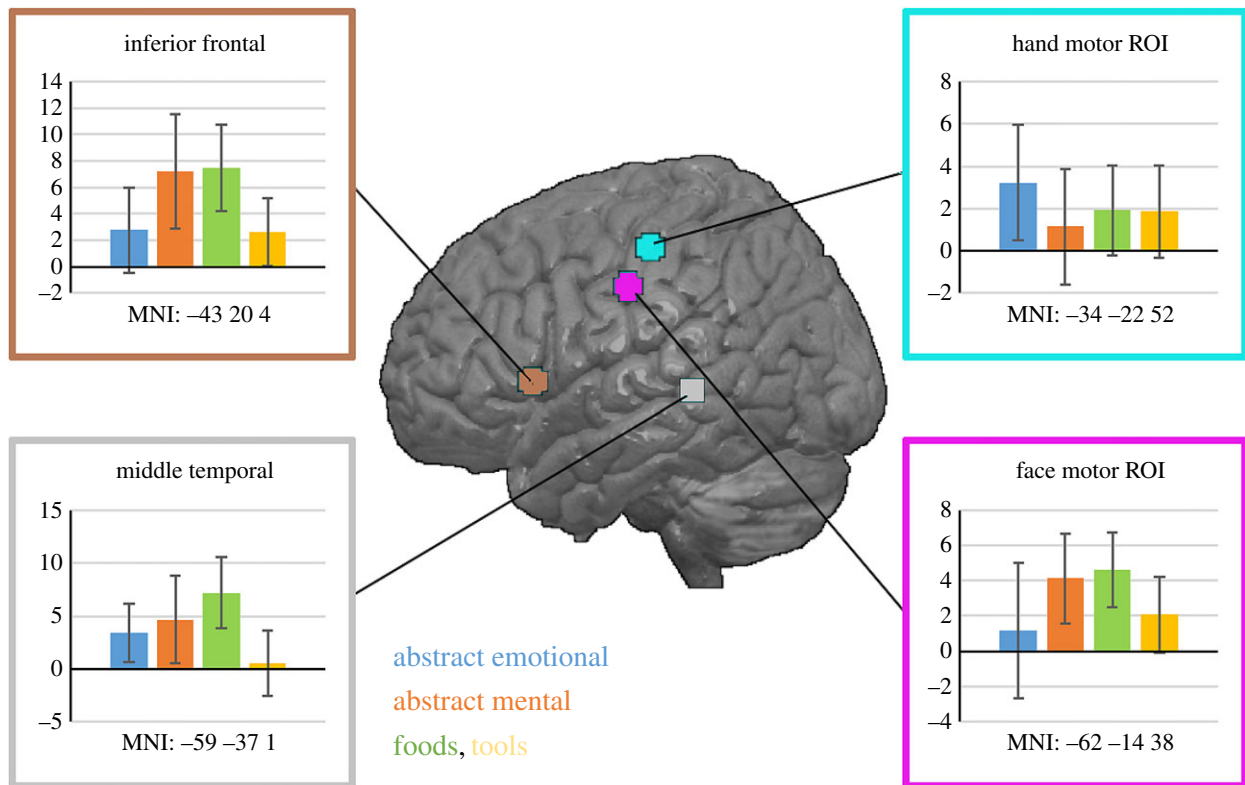 inferior frontal
14
12
10
8
6
4
2
0
–2
MNI: –43 20 4
hand motor ROI
8
6
4
2
0
–2
MNI: –34 –22 52
middle temporal
15
10
5
0
–5
MNI: –59 –37 1
abstract emotional
abstract mental
foods, tools
face motor ROI
8
6
4
2
0
–2
–4
MNI: –62 –14 38